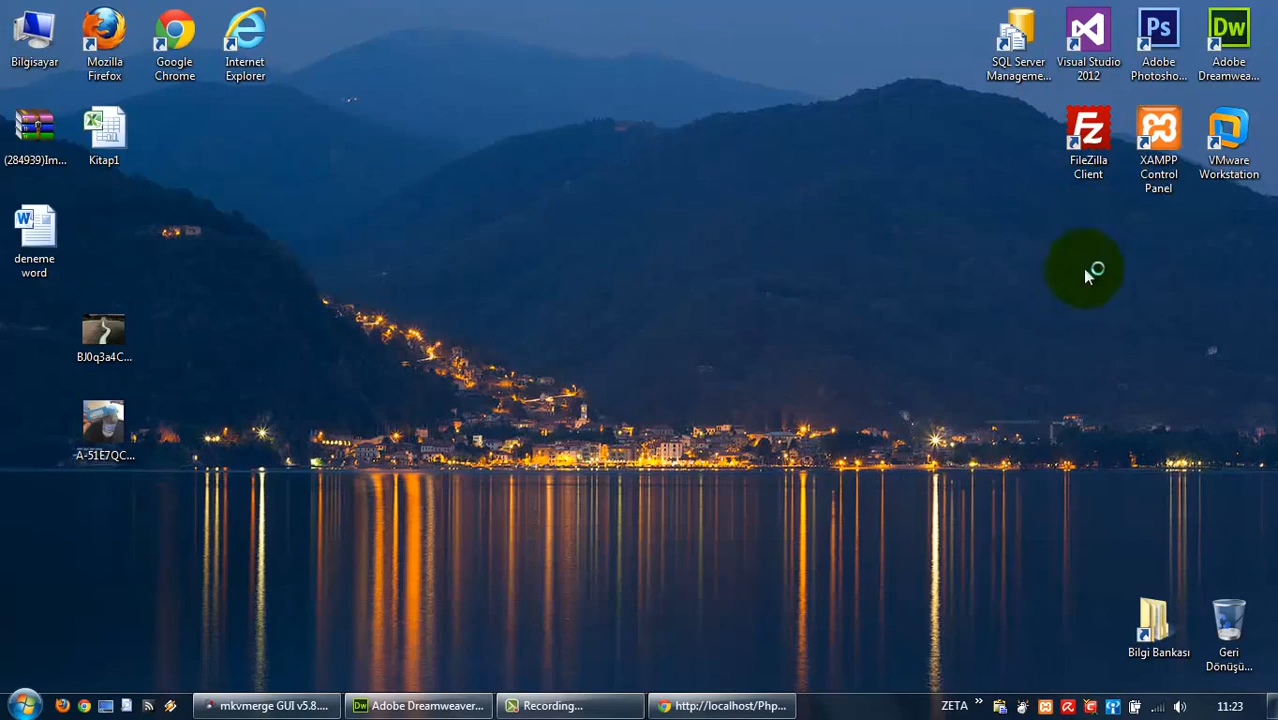 Bilgisayar
Mozilla
Firefox
Google
Chrome
Internet
Explorer
SQL Server
Manageme...
Visual Studio
2012
Ps
Adobe
Photosho...
Dw
Adobe
Dreamwea...
(284939)Im...
Kitap1
Fz
FileZilla
Client
XAMPP
Control
Panel
VMware
Workstation
deneme
word
BJ0q3a4C...
A-51E7QC...
Bilgi Bankası
Geri
Dönüşü...
mkvmerge GUI v5.8....
Dw
Adobe Dreamweaver...
Recording...
http://localhost/Php...
ZETA
11:23